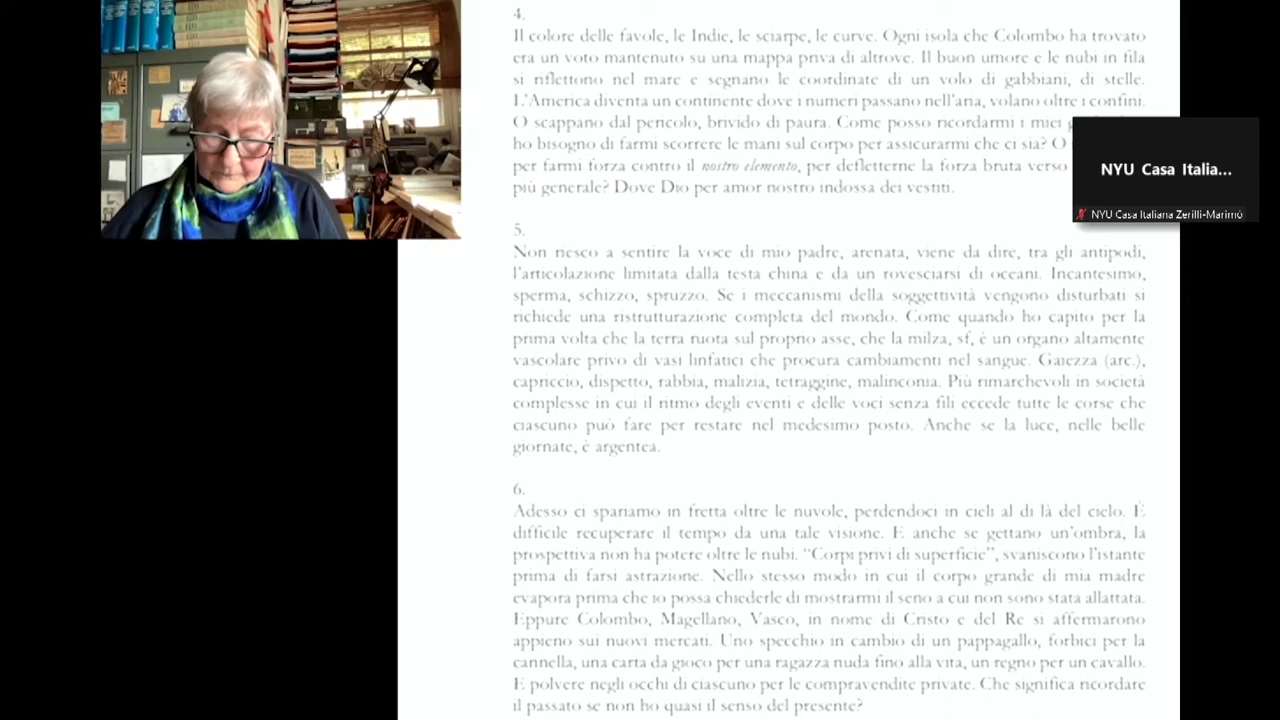 4.
Il colore delle favole, le Indie, le sciarpe, le curve. Ogni isola che Colombo ha trovato
era un voto mantenuto su una mappa priva di altrove. Il buon umore e le nubi in fila
si riflettono nel mare e segnano le coordinate di un volo di gabbiani, di stelle.
L'America diventa un continente dove i numeri passano nell'aria, volano oltre i confini.
O scappano dal pericolo, brivido di paura. Come posso ricordarmi i miei
ho bisogno di farmi scorrere le mani sul corpo per assicurarmi che ci sia? O
per farmi forza contro il nostro elemento, per defletterne la forza bruta verso
più generale? Dove Dio per amor nostro indossa dei vestiti.
NYU Casa Italia...
NYU Casa Italiana Zerilli-Marimó
5.
Non riesco a sentire la voce di mio padre, arenata, viene da dire, tra gli antipodi,
l'articolazione limitata dalla testa china e da un rovesciarsi di oceani. Incantesimo,
sperma, schizzo, spruzzo. Se i meccanismi della soggettività vengono disturbati si
richiede una ristrutturazione completa del mondo. Come quando ho capito per la
prima volta che la terra ruota sul proprio asse, che la milza, sf, è un organo altamente
vascolare privo di vasi linfatici che procura cambiamenti nel sangue. Gaiezza (arc.),
capriccio, dispetto, rabbia, malizia, tetraggine, malinconia. Più rimarchevoli in società
complesse in cui il ritmo degli eventi e delle voci senza fili eccede tutte le corse che
ciascuno può fare per restare nel medesimo posto. Anche se la luce, nelle belle
giornate, è argentea.
6.
Adesso ci spariamo in fretta oltre le nuvole, perdendoci in cieli al di là del cielo. È
difficile recuperare il tempo da una tale visione. E anche se gettano un'ombra, la
prospettiva non ha potere oltre le nubi. “Corpi privi di superficie”, svaniscono l'istante
prima di farsi astrazione. Nello stesso modo in cui il corpo grande di mia madre
evapora prima che io possa chiederle di mostrarmi il seno a cui non sono stata allattata.
Eppure Colombo, Magellano, Vasco, in nome di Cristo e del Re si affermarono
appieno sui nuovi mercati. Uno specchio in cambio di un pappagallo, forbici per la
cannella, una carta da gioco per una ragazza nuda fino alla vita, un regno per un cavallo.
E polvere negli occhi di ciascuno per le compravendite private. Che significa ricordare
il passato se non ho quasi il senso del presente?